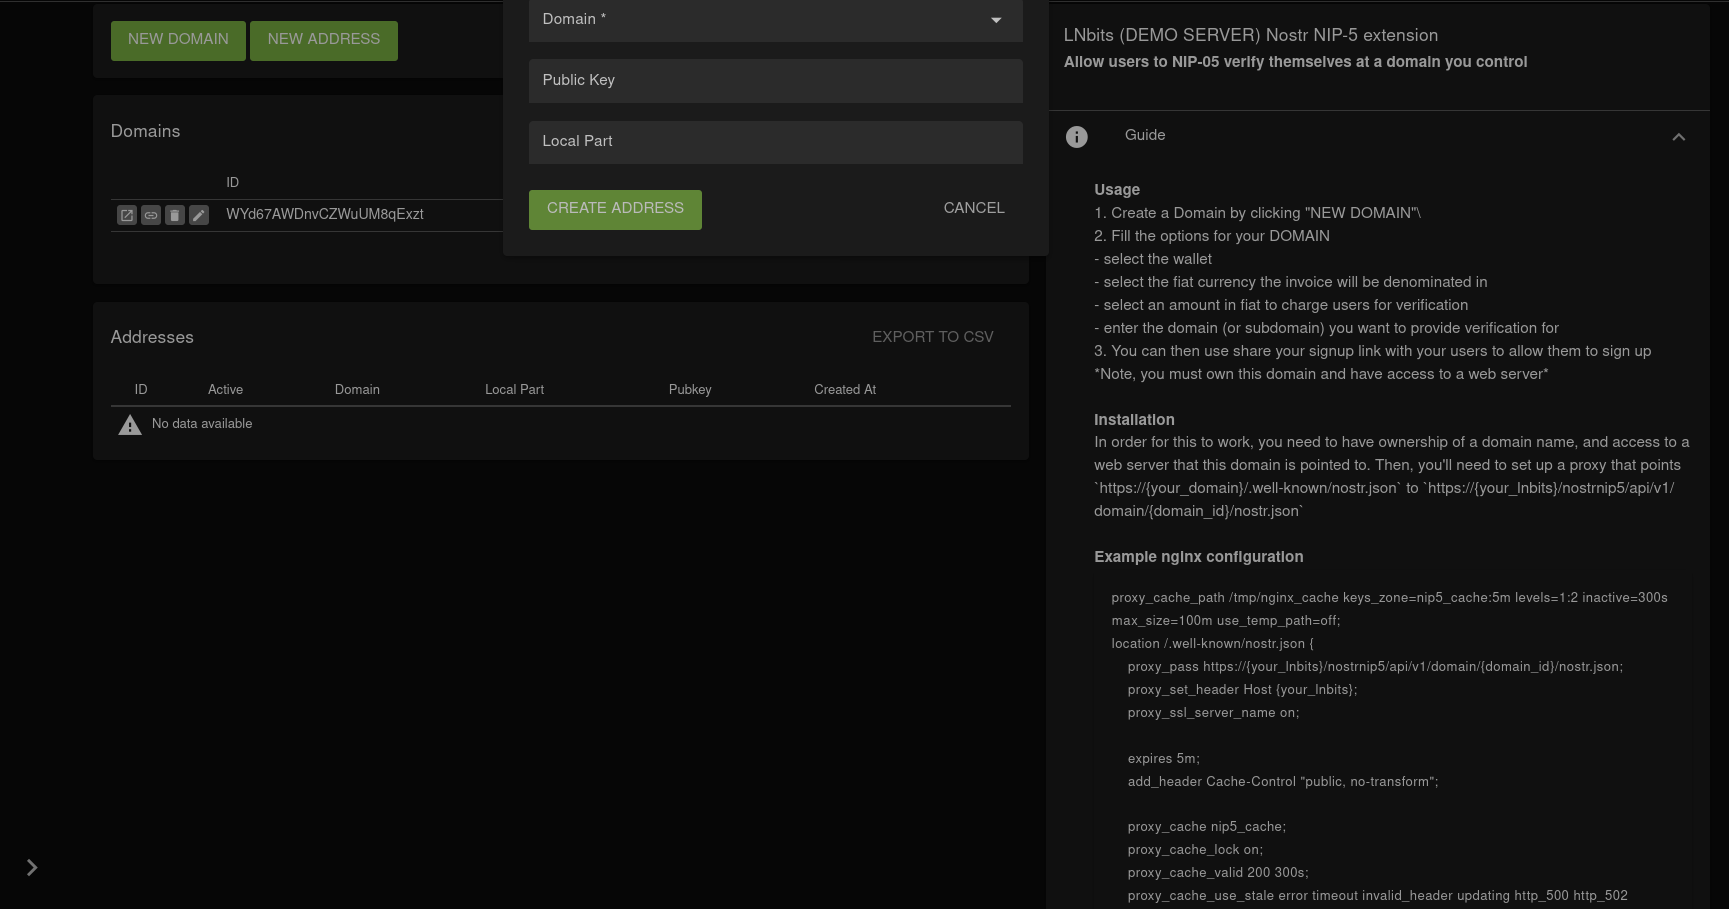 NEW DOMAIN NEW ADDRESS
Domains
ID
WYd67AWDnvCZWuUM8qExzt
Domain *
Public Key
Local Part
CREATE ADDRESS CANCEL
Addresses EXPORT TO CSV
ID Active Domain Local Part Pubkey Created At
No data available
LNbits (DEMO SERVER) Nostr NIP-5 extension
Allow users to NIP-05 verify themselves at a domain you control
Guide
Usage
1. Create a Domain by clicking "NEW DOMAIN"\
2. Fill the options for your DOMAIN
- select the wallet
- select the fiat currency the invoice will be denominated in
- select an amount in fiat to charge users for verification
- enter the domain (or subdomain) you want to provide verification for
3. You can then use share your signup link with your users to allow them to sign up
*Note, you must own this domain and have access to a web server*
Installation
In order for this to work, you need to have ownership of a domain name, and access to a
web server that this domain is pointed to. Then, you'll need to set up a proxy that points
`https://{your_domain}/.well-known/nostr.json` to `https://{your_lnbits}/nostrnip5/api/v1/
domain/{domain_id}/nostr.json`
Example nginx configuration
proxy_cache_path /tmp/nginx_cache keys_zone=nip5_cache:5m levels=1:2 inactive=300s
max_size=100m use_temp_path=off;
location /.well-known/nostr.json {
proxy_pass https://{your_lnbits}/nostrnip5/api/v1/domain/{domain_id}/nostr.json;
proxy_set_header Host {your_lnbits};
proxy_ssl_server_name on;
expires 5m;
add_header Cache-Control "public, no-transform";
proxy_cache nip5_cache;
proxy_cache_lock on;
proxy_cache_valid 200 300s;
proxy_cache_use_stale error timeout invalid_header updating http_500 http_502